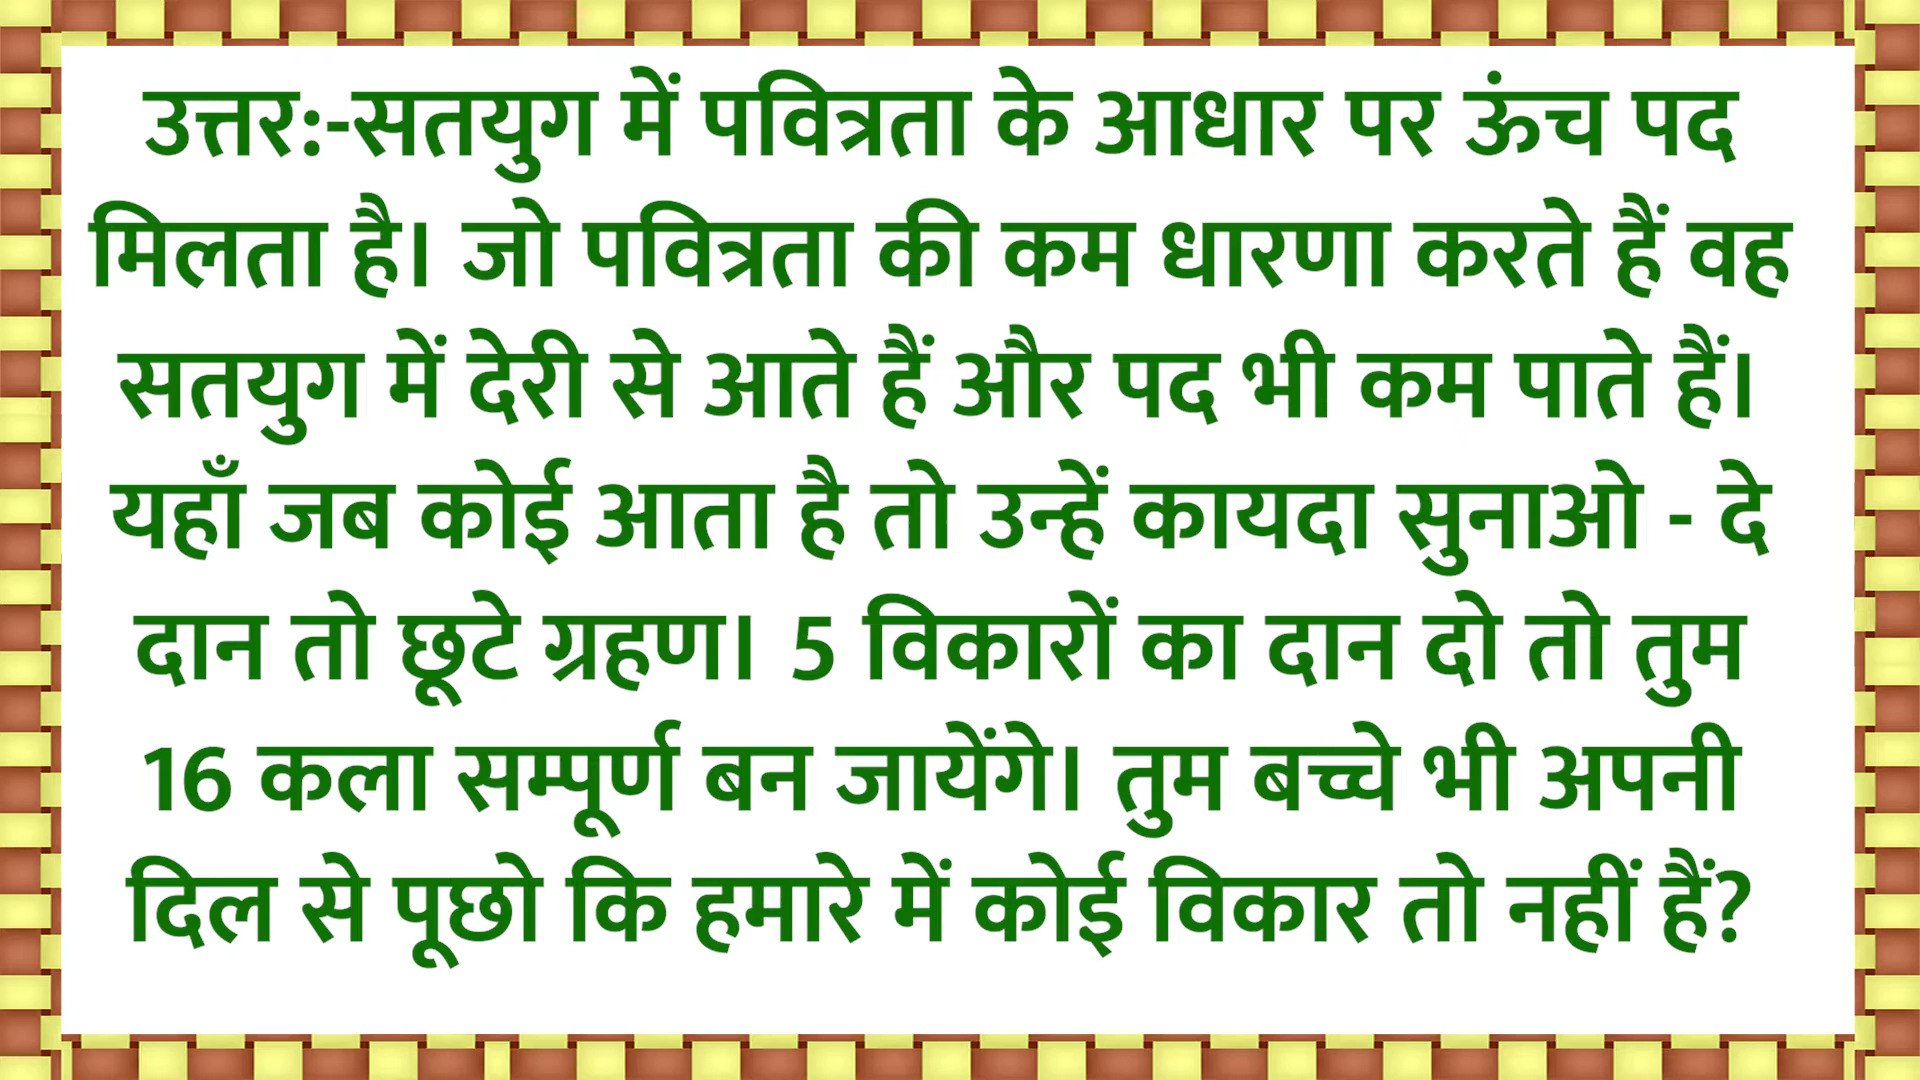 उत्तर:-सतयुग में पवित्रता के आधार पर ऊंच पद
मिलता है। जो पवित्रता की कम धारणा करते हैं वह
सतयुग में देरी से आते हैं और पद भी कम पाते हैं।
यहाँ जब कोई आता है तो उन्हें कायदा सुनाओ - दे
दान तो छूटे ग्रहण। 5 विकारों का दान दो तो तुम
16 कला सम्पूर्ण बन जायेंगे। तुम बच्चे भी अपनी
दिल से पूछो कि हमारे में कोई विकार तो नहीं हैं?